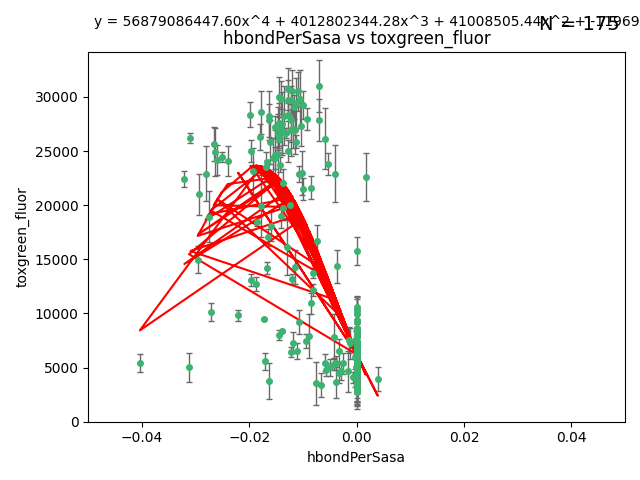 y = 56879086447.60x^4 + 4012802344.28x^3 + 41008505.44x^2 +
N = 175
hbondPerSasa vs toxgreen_fluor
toxgreen_fluor
30000
25000
20000
15000
10000
5000
0
−0.04
−0.02
0.00
0.02
0.04
hbondPerSasa